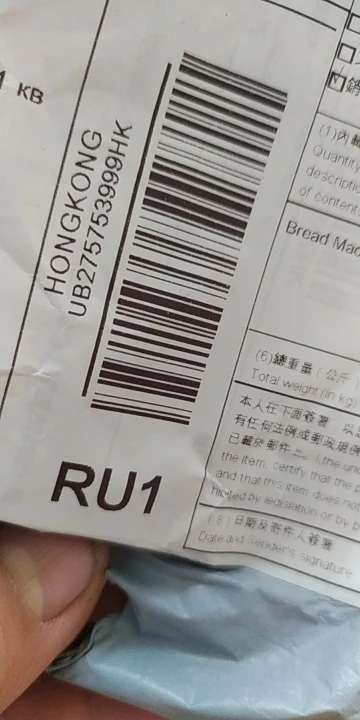 KB
HONGKONG
UB275753999HK
RU1
銷
(1)內
Quantity
description
of content
Bread Mac
(6)總重量(公斤
Total weight (in kg)
本人在下面簽署
有任何法例或郵政規例
已載於郵件上
the item, certify that the p
and that this item does not
by legislation or by p
(8)日期及寄件人簽署
Date and Sender's signature